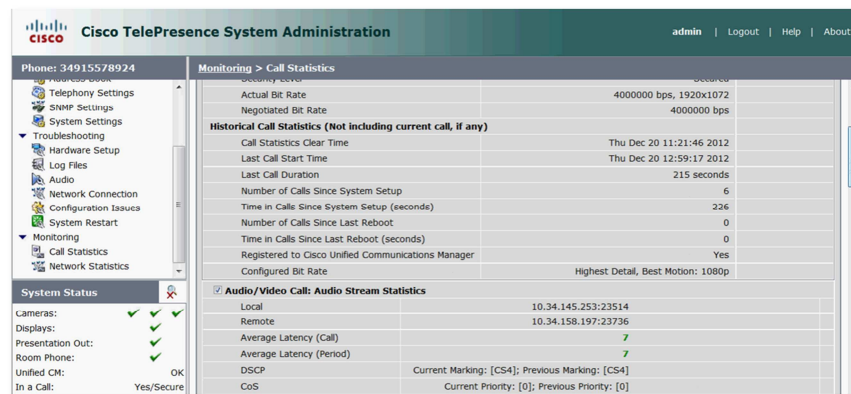 CISCO Cisco TelePresence System Administration admin | Logout | Help | About
Phone: 34915578924
Monitoring > Call Statistics
Address Book
Telephony Settings
SNMP Settings
System Settings
Troubleshooting
Hardware Setup
Log Files
Audio
Network Connection
Configuration Issues
System Restart
Monitoring
Call Statistics
Network Statistics
System Status
Cameras:
Displays:
Presentation Out:
Room Phone:
Unified CM: OK
In a Call: Yes/Secure
Security Level Secured
Actual Bit Rate 4000000 bps, 1920x1072
Negotiated Bit Rate 4000000 bps
Historical Call Statistics (Not including current call, if any)
Call Statistics Clear Time Thu Dec 20 11:21:46 2012
Last Call Start Time Thu Dec 20 12:59:17 2012
Last Call Duration 215 seconds
Number of Calls Since System Setup 6
Time in Calls Since System Setup (seconds) 226
Number of Calls Since Last Reboot 0
Time in Calls Since Last Reboot (seconds) 0
Registered to Cisco Unified Communications Manager Yes
Configured Bit Rate Highest Detail, Best Motion: 1080p
Audio/Video Call: Audio Stream Statistics
Local 10.34.145.253:23514
Remote 10.34.158.197:23736
Average Latency (Call) 7
Average Latency (Period) 7
DSCP Current Marking: [CS4]; Previous Marking: [CS4]
CoS Current Priority: [0]; Previous Priority: [0]